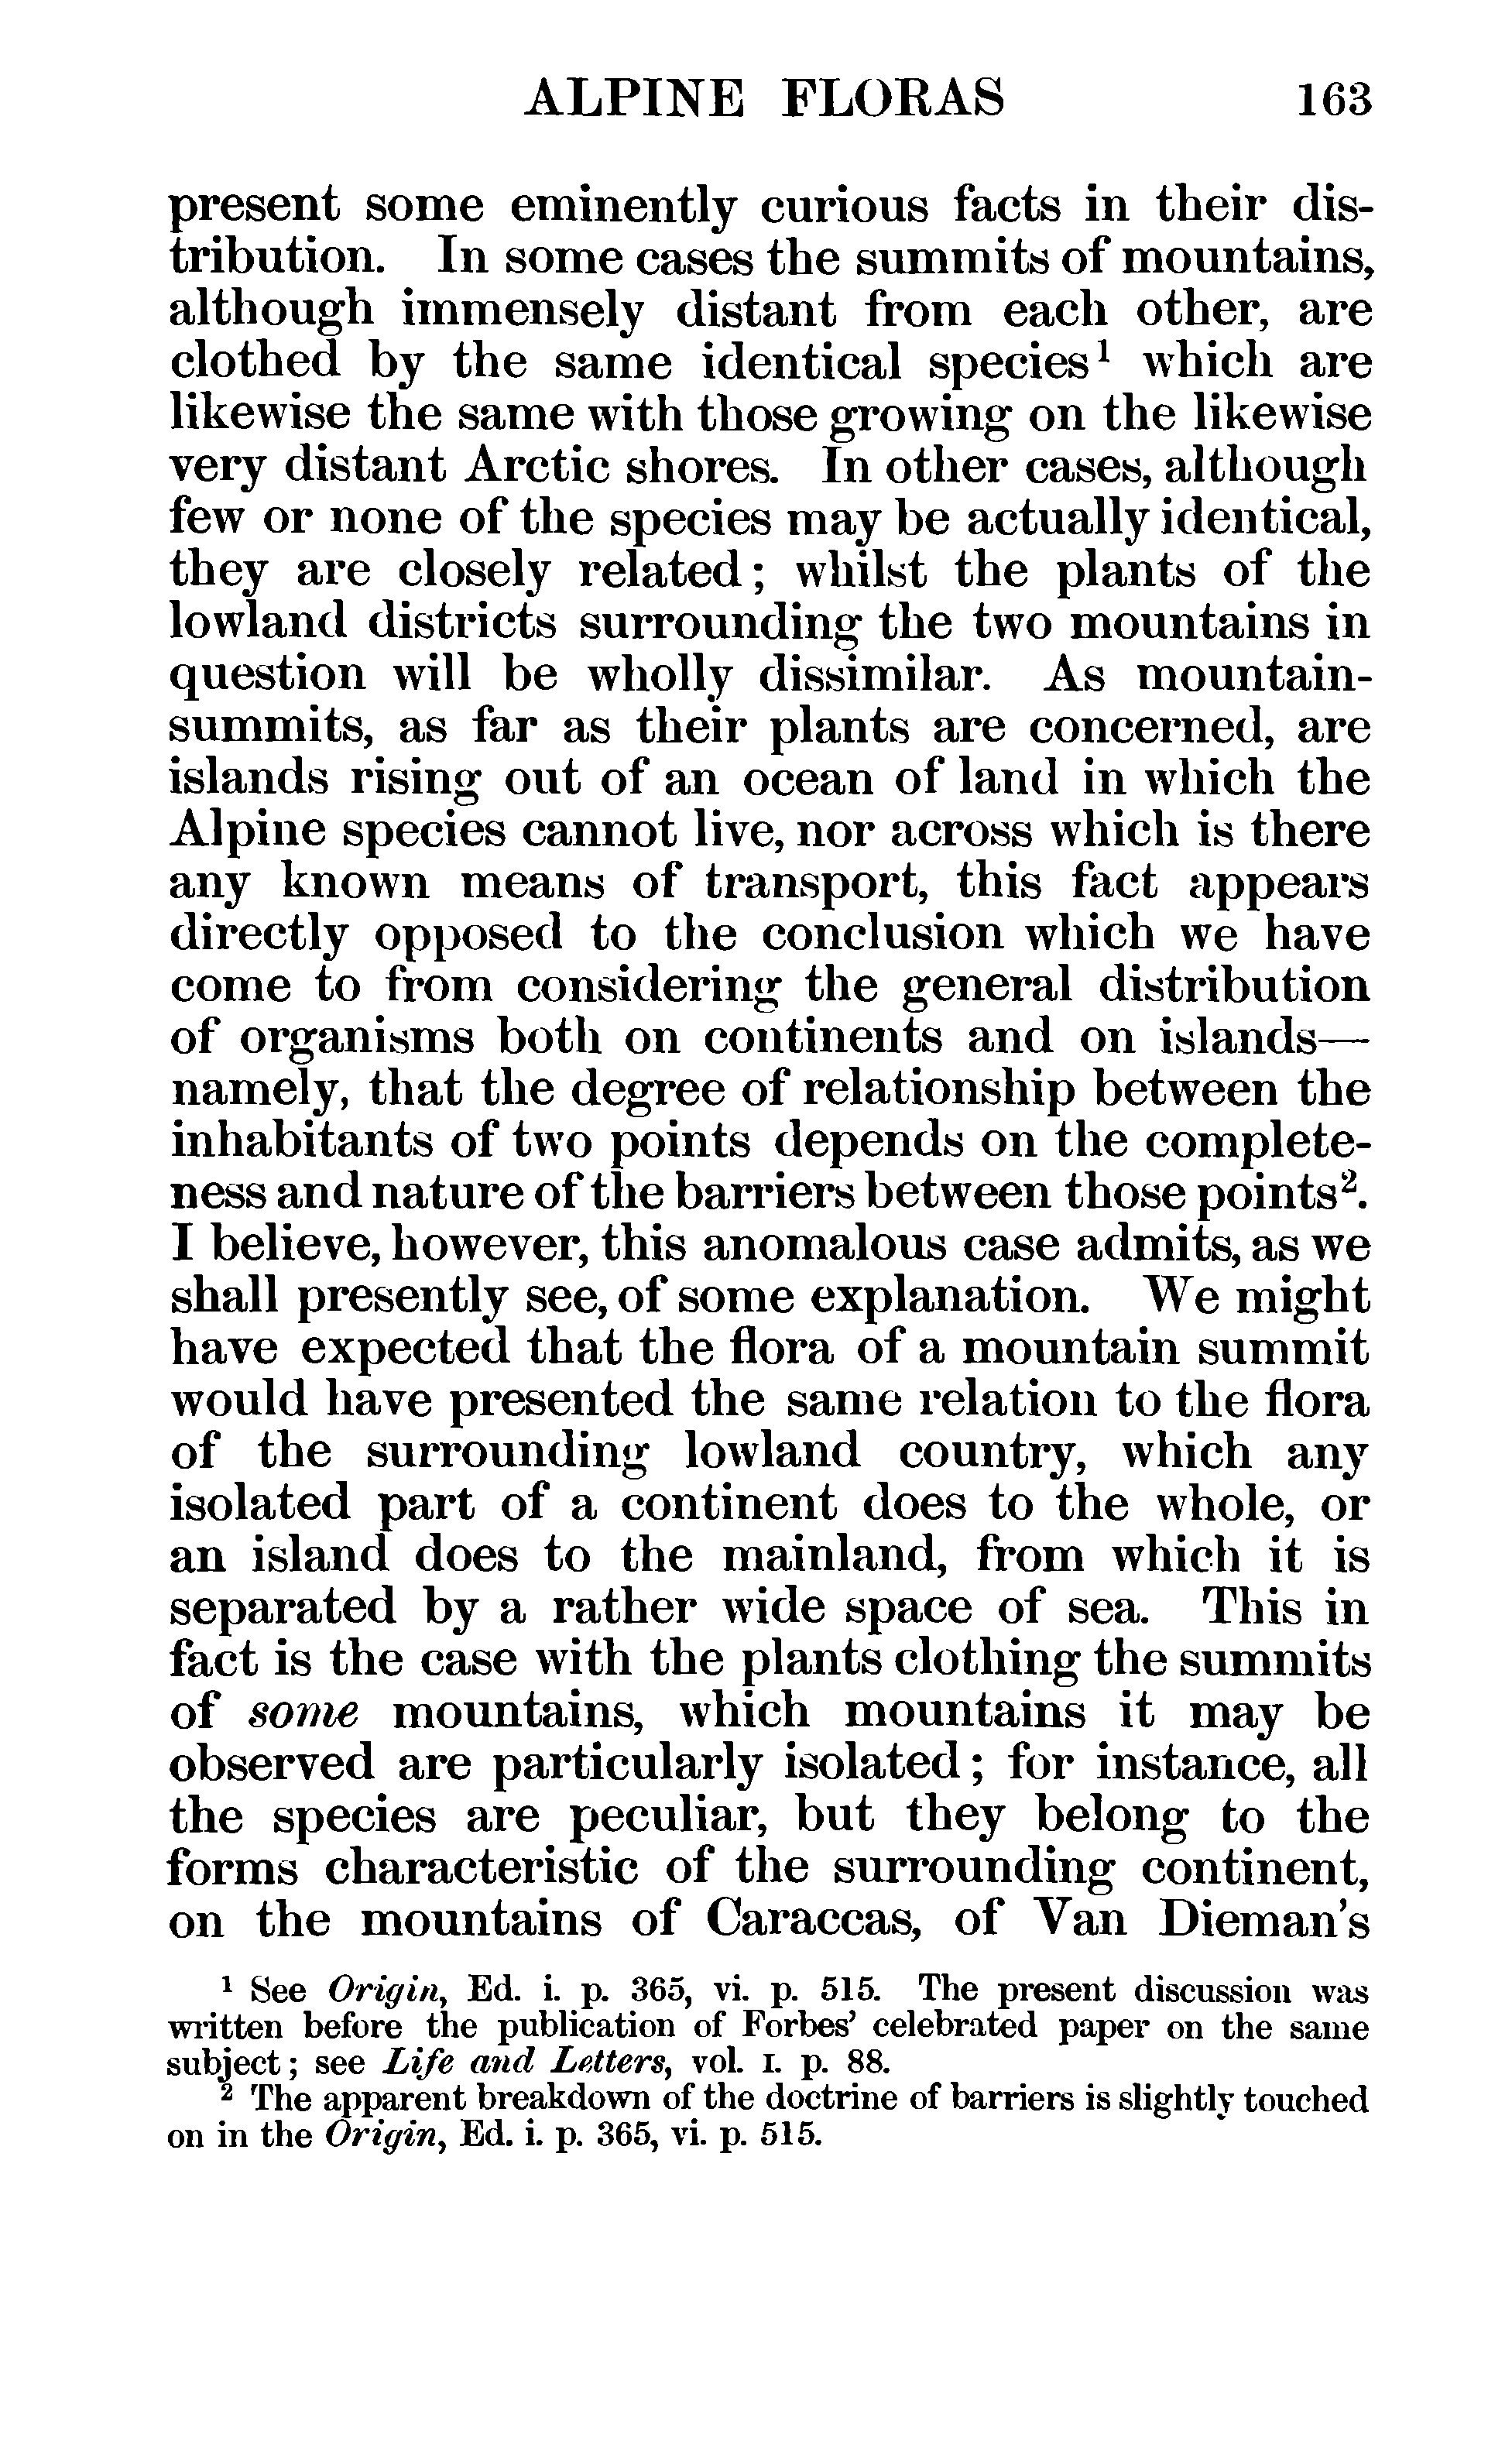 ALPINE FLORAS 163
present some eminently curious facts in their dis-
tribution. In some cases the summits of mountains,
although immensely distant from each other, are
clothed by the same identical species¹ which are
likewise the same with those growing on the likewise
very distant Arctic shores. In other cases, although
few or none of the species may be actually identical,
they are closely related; whilst the plants of the
lowland districts surrounding the two mountains in
question will be wholly dissimilar. As mountain-
summits, as far as their plants are concerned, are
islands rising out of an ocean of land in which the
Alpine species cannot live, nor across which is there
any known means of transport, this fact appears
directly opposed to the conclusion which we have
come to from considering the general distribution
of organisms both on continents and on islands—
namely, that the degree of relationship between the
inhabitants of two points depends on the complete-
ness and nature of the barriers between those points².
I believe, however, this anomalous case admits, as we
shall presently see, of some explanation. We might
have expected that the flora of a mountain summit
would have presented the same relation to the flora
of the surrounding lowland country, which any
isolated part of a continent does to the whole, or
an island does to the mainland, from which it is
separated by a rather wide space of sea. This in
fact is the case with the plants clothing the summits
of some mountains, which mountains it may be
observed are particularly isolated; for instance, all
the species are peculiar, but they belong to the
forms characteristic of the surrounding continent,
on the mountains of Caraccas, of Van Dieman's
¹ See Origin, Ed. i. p. 365, vi. p. 515. The present discussion was
written before the publication of Forbes' celebrated paper on the same
subject; see Life and Letters, vol. I. p. 88.
² The apparent breakdown of the doctrine of barriers is slightly touched
on in the Origin, Ed. i. p. 365, vi. p. 515.